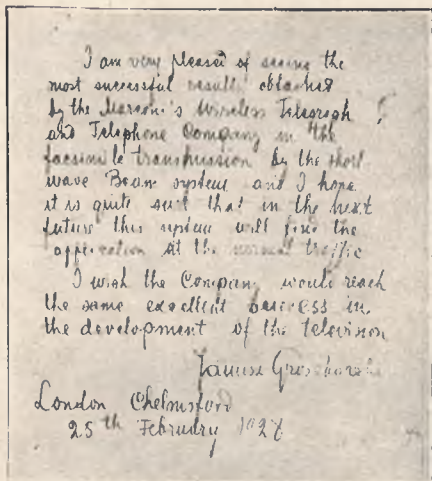 I am very pleased of seeing the
most successful results obtained
by the Marconi's Wireless Telegraph
and Telephone Company in the
facsimile transmission by the short
wave Beam system and I hope
it is quite sure that in the next
future this system will find the
application at the normal traffic
I wish the Company would reach
the same excellent success in
the development of the television
Janusz
London Chelmsford
25th February 1928